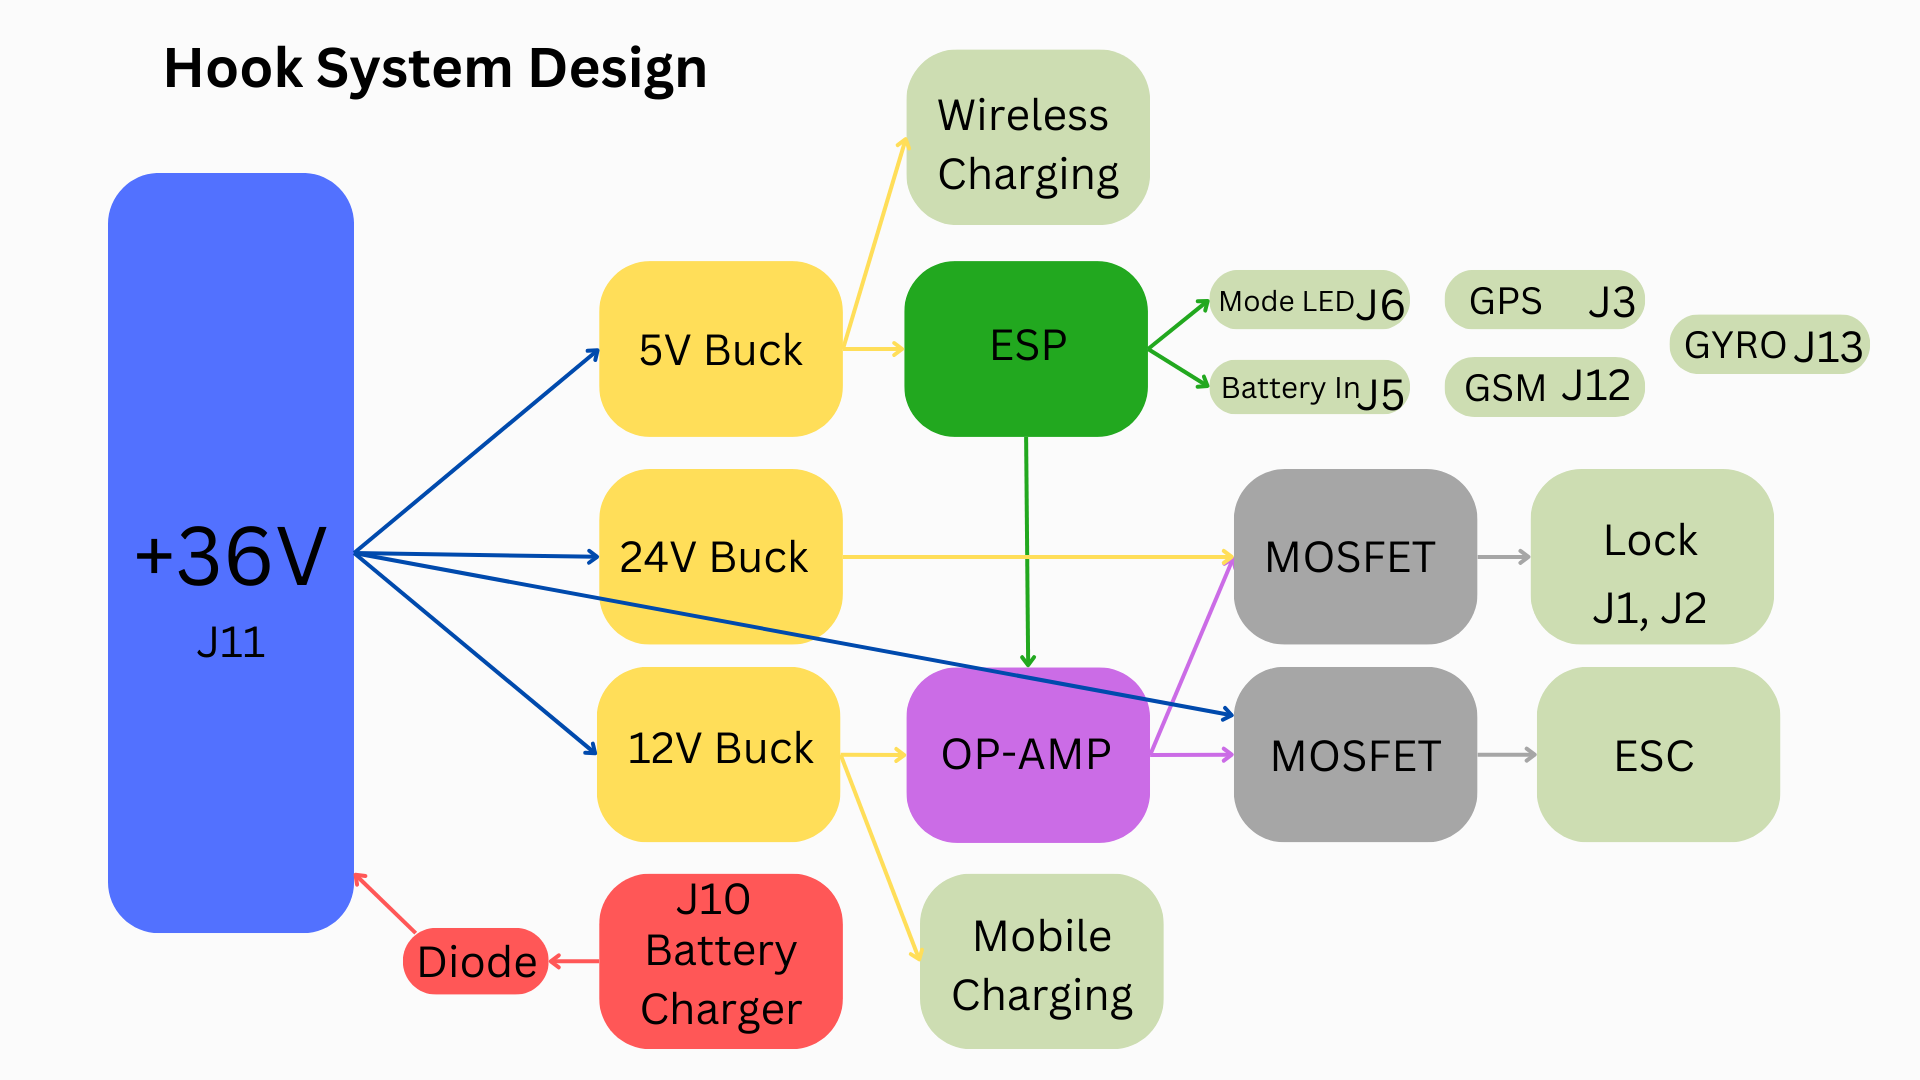 Hook System Design
Wireless
Charging
5V Buck
ESP
Mode LED J6
GPS J3
GYRO J13
Battery In J5
GSM J12
+36V
J11
24V Buck
MOSFET
Lock
J1, J2
12V Buck
OP-AMP
MOSFET
ESC
J10
Battery
Charger
Diode
Mobile
Charging